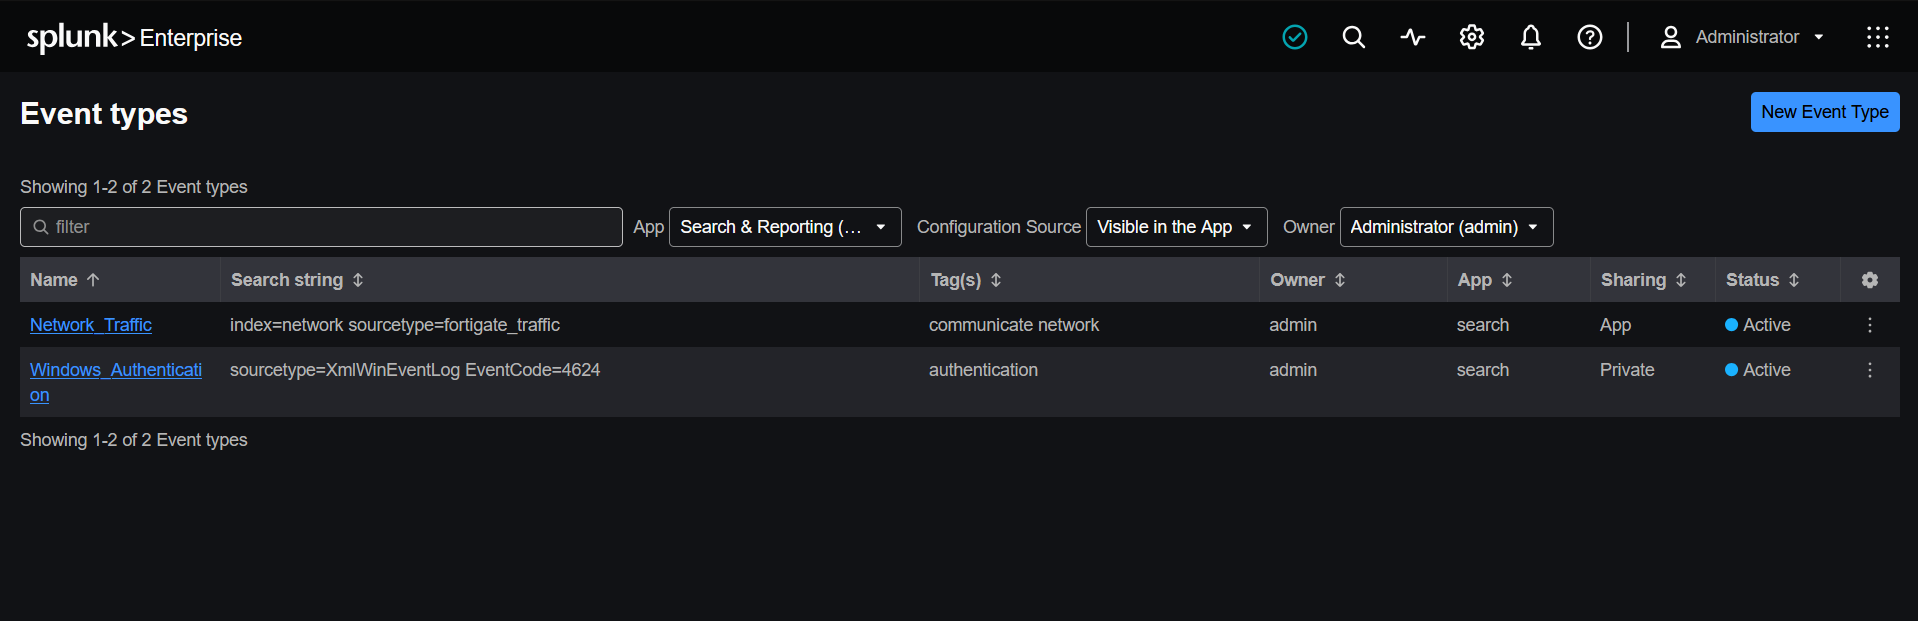 splunk> Enterprise
Administrator
Event types
New Event Type
Showing 1-2 of 2 Event types
filter App Search & Reporting (... Configuration Source Visible in the App Owner Administrator (admin)
Name Search string Tag(s) Owner App Sharing Status
Network_Traffic index=network sourcetype=fortigate_traffic communicate network admin search App Active
Windows_Authenticati sourcetype=XmlWinEventLog EventCode=4624 authentication admin search Private Active
on
Showing 1-2 of 2 Event types